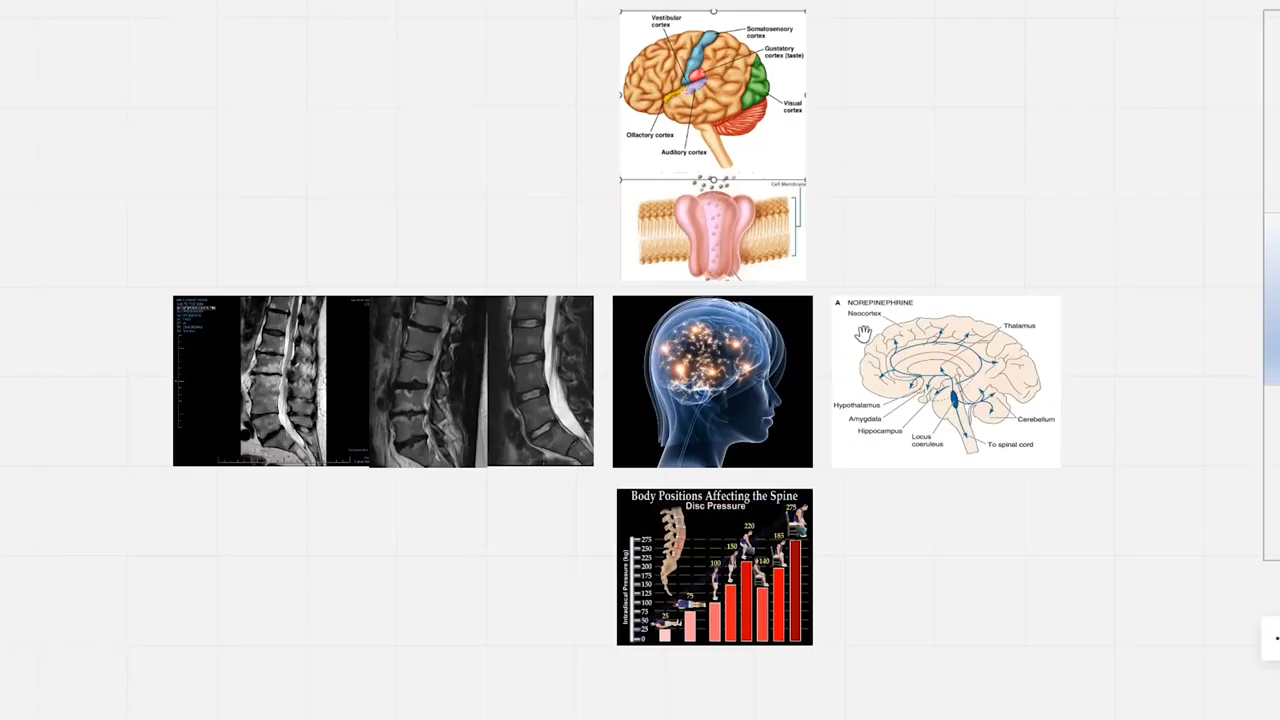 Vestibular
cortex
Somatosensory
cortex
Gustatory
cortex (taste)
Visual
cortex
Olfactory cortex
Auditory cortex
Cell Membrane
A NOREPINEPHRINE
Neocortex
Thalamus
Hypothalamus
Amygdala
Hippocampus
Locus
coeruleus
Cerebellum
To spinal cord
Body Positions Affecting the Spine
Disc Pressure
Intradiscal Pressure (kg)
275
250
225
200
175
150
125
100
75
50
25
0
25
75
100
150
220
140
185
275